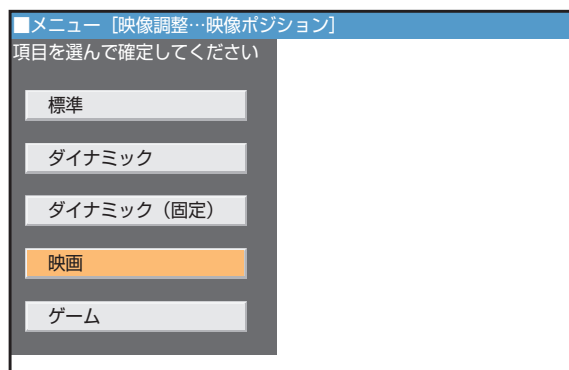 ■メニュー［映像調整…映像ポジション］
項目を選んで確定してください
標準
ダイナミック
ダイナミック（固定）
映画
ゲーム